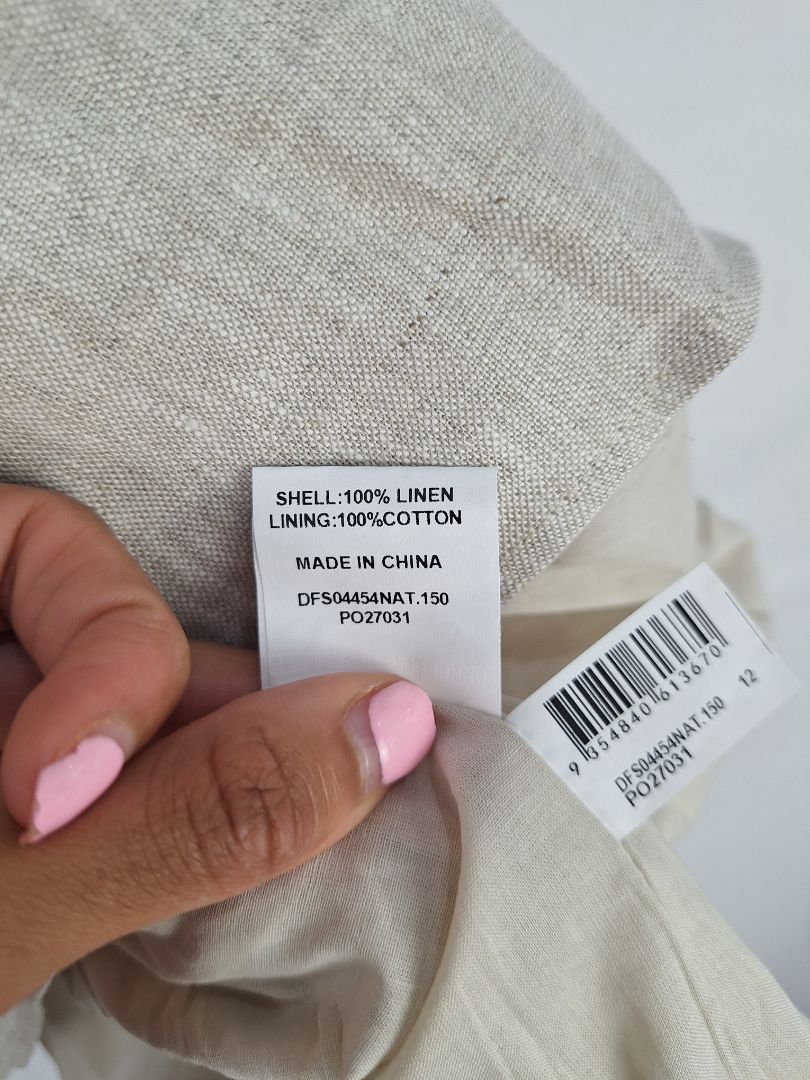 SHELL:100% LINEN
LINING:100%COTTON
MADE IN CHINA
DFS04454NAT.150
PO27031
9 354840 613670
12
DFS04454NAT.150
PO27031